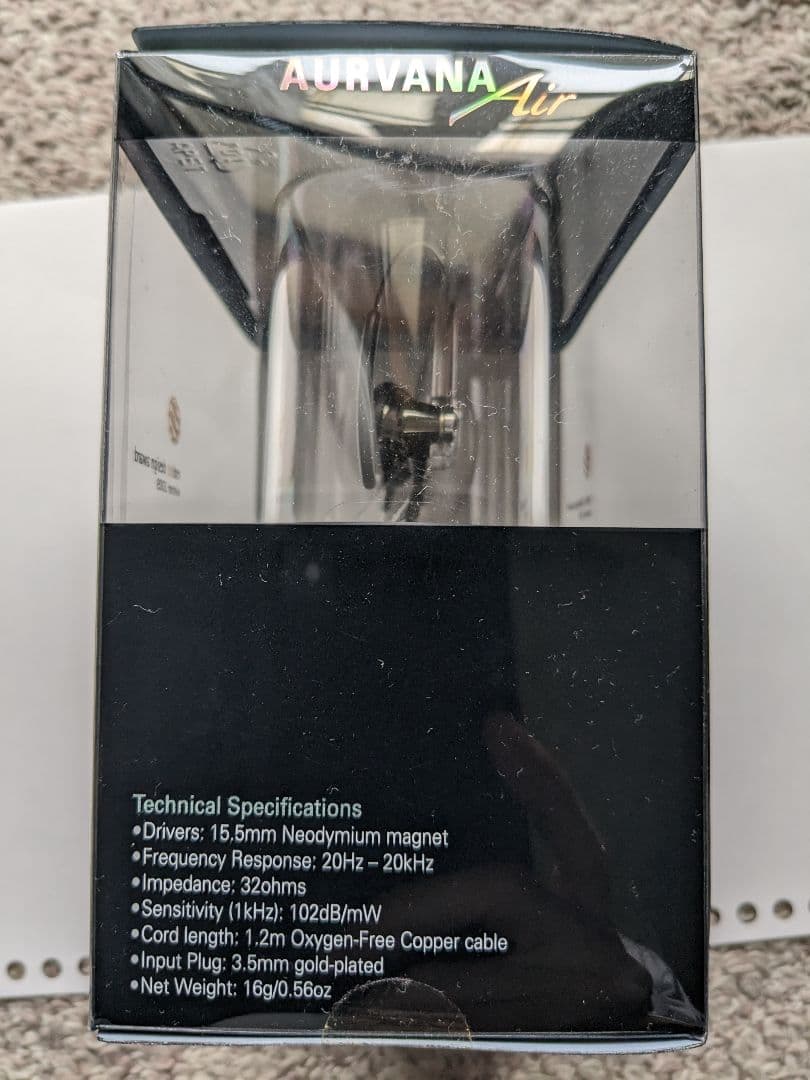 AURVANA Air
Technical Specifications
•Drivers: 15.5mm Neodymium magnet
•Frequency Response: 20Hz – 20kHz
•Impedance: 32ohms
•Sensitivity (1kHz): 102dB/mW
•Cord length: 1.2m Oxygen-Free Copper cable
•Input Plug: 3.5mm gold-plated
•Net Weight: 16g/0.56oz